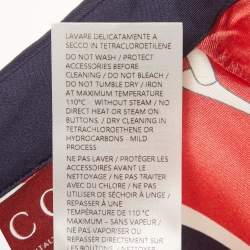 LAVARE DELICATAMENTE A
SECCO IN TETRACLOROETILENE
DO NOT WASH / PROTECT
ACCESSORIES BEFORE
CLEANING / DO NOT BLEACH /
DO NOT TUMBLE DRY / IRON
AT MAXIMUM TEMPERATURE
110°C - WITHOUT STEAM / NO
DIRECT HEAT OR STEAM ON
BUTTONS. / DRY CLEANING IN
TETRACHLOROETHENE OR
HYDROCARBONS - MILD
PROCESS
NE PAS LAVER / PROTÉGER LES
ACCESSOIRES AVANT LE
NETTOYAGE / NE PAS TRAITER
AVEC DU CHLORE / NE PAS
UTILISER DE SÉCHOIR À LINGE /
REPASSER À UNE
TEMPÉRATURE DE 110 °C
MAXIMUM – SANS VAPEUR /
NE PAS REPASSER
DIRECTEMENT SUR LES